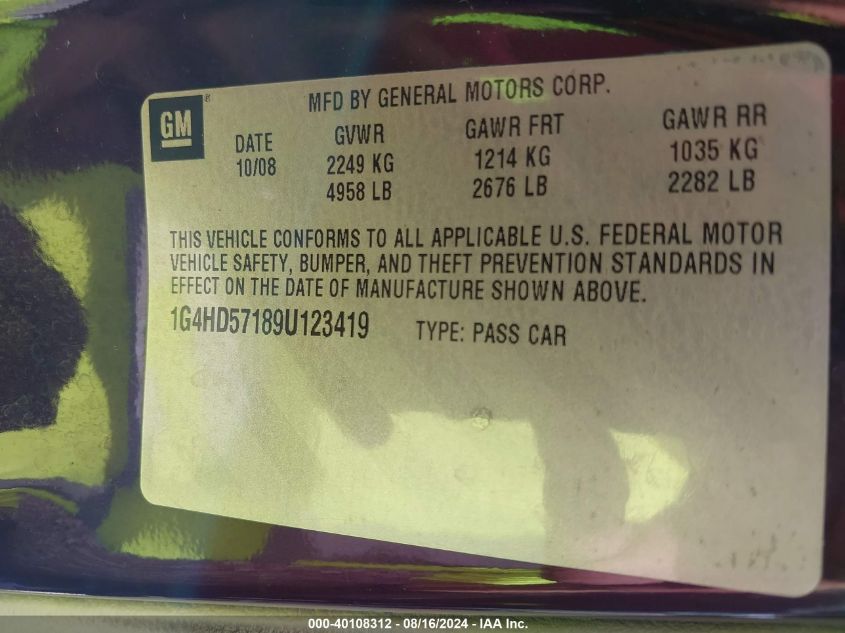 GM®
MFD BY GENERAL MOTORS CORP.
DATE GVWR GAWR FRT GAWR RR
10/08 2249 KG 1214 KG 1035 KG
4958 LB 2676 LB 2282 LB
THIS VEHICLE CONFORMS TO ALL APPLICABLE U.S. FEDERAL MOTOR
VEHICLE SAFETY, BUMPER, AND THEFT PREVENTION STANDARDS IN
EFFECT ON THE DATE OF MANUFACTURE SHOWN ABOVE.
1G4HD57189U123419 TYPE: PASS CAR
000-40108312 - 08/16/2024 - IAA Inc.